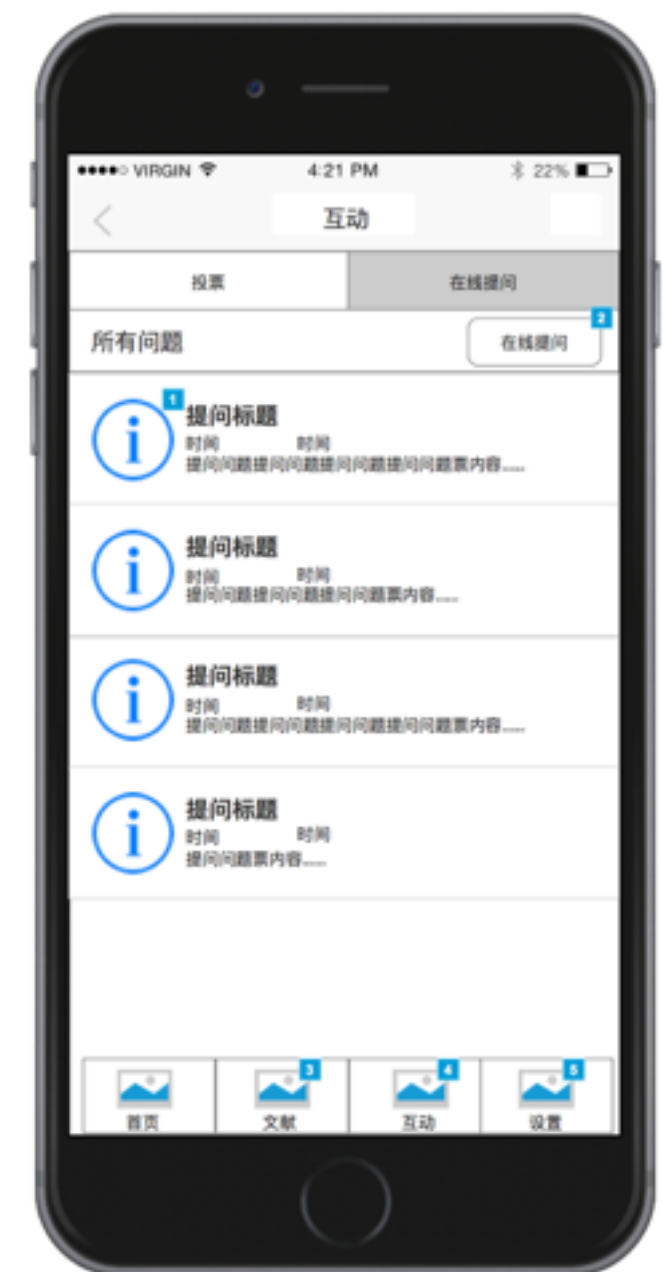 VIRGIN 4:21 PM 22%
互动
投票 在线提问
2
所有问题 在线提问
1
提问标题
时间 时间
提问问题提问问题提问问题提问问题票内容......
提问标题
时间 时间
提问问题提问问题提问问题票内容......
提问标题
时间 时间
提问问题提问问题提问问题提问问题票内容......
提问标题
时间 时间
提问问题票内容......
3 4 5
首页 文献 互动 设置